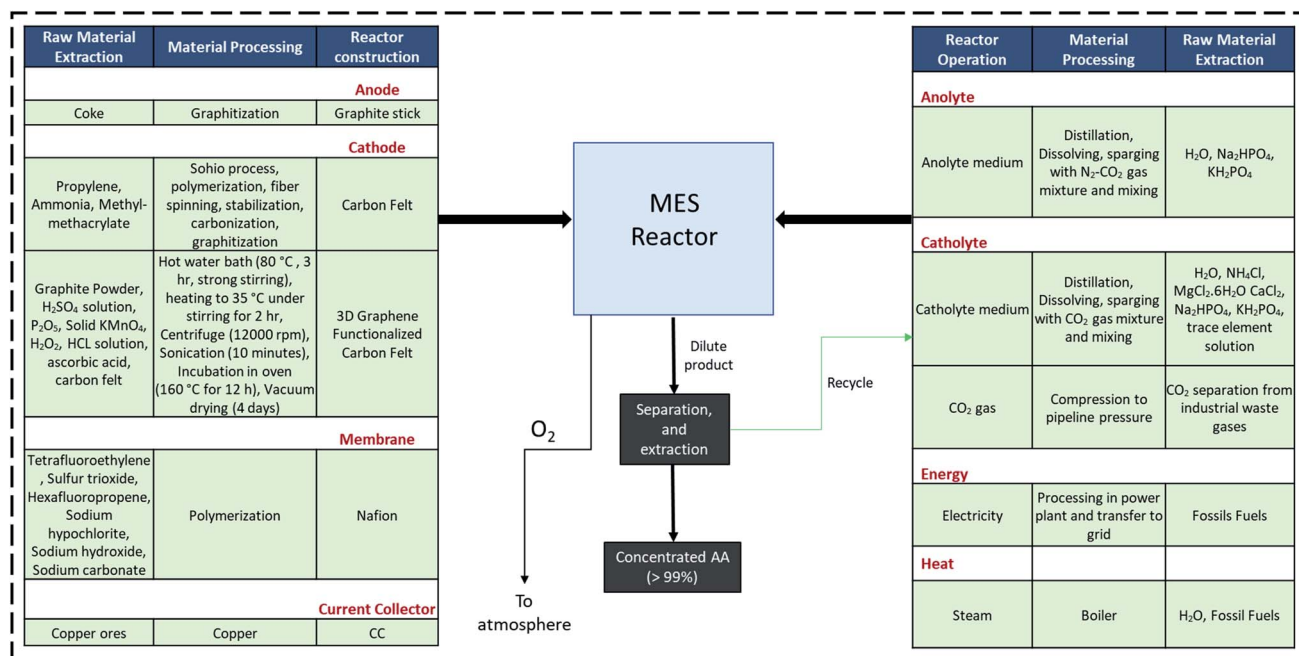 Raw Material
Extraction
Material Processing
Reactor
construction
Anode
Coke
Graphitization
Graphite stick
Cathode
Propylene,
Ammonia, Methyl-
methacrylate
Sohio process,
polymerization, fiber
spinning, stabilization,
carbonization,
graphitization
Carbon Felt
Graphite Powder,
H₂SO₄ solution,
P₂O₅, Solid KMnO₄,
H₂O₂, HCL solution,
ascorbic acid,
carbon felt
Hot water bath (80 °C , 3
hr, strong stirring),
heating to 35 °C under
stirring for 2 hr,
Centrifuge (12000 rpm),
Sonication (10 minutes),
Incubation in oven
(160 °C for 12 h), Vacuum
drying (4 days)
3D Graphene
Functionalized
Carbon Felt
Membrane
Tetrafluoroethylene
, Sulfur trioxide,
Hexafluoropropene,
Sodium
hypochlorite,
Sodium hydroxide,
Sodium carbonate
Polymerization
Nafion
Current Collector
Copper ores
Copper
CC
MES
Reactor
Dilute
product
Recycle
Separation,
and
extraction
O₂
Concentrated AA
(> 99%)
To
atmosphere
Reactor
Operation
Material
Processing
Raw Material
Extraction
Anolyte
Anolyte medium
Distillation,
Dissolving, sparging
with N₂-CO₂ gas
mixture and mixing
H₂O, Na₂HPO₄,
KH₂PO₄
Catholyte
Catholyte medium
Distillation,
Dissolving, sparging
with CO₂ gas mixture
and mixing
H₂O, NH₄Cl,
MgCl₂.6H₂O CaCl₂,
Na₂HPO₄, KH₂PO₄,
trace element
solution
CO₂ gas
Compression to
pipeline pressure
CO₂ separation from
industrial waste
gases
Energy
Electricity
Processing in power
plant and transfer to
grid
Fossils Fuels
Heat
Steam
Boiler
H₂O, Fossil Fuels